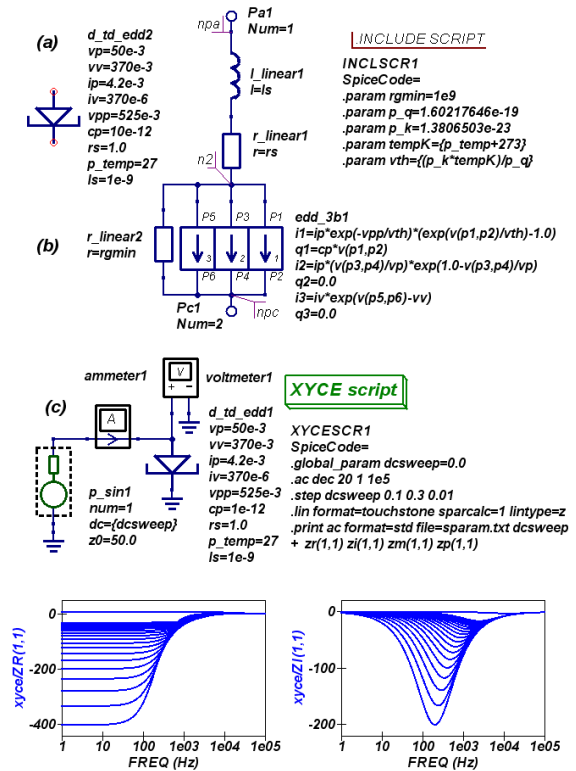 (a)
d_td_edd2
vp=50e-3
vv=370e-3
ip=4.2e-3
iv=370e-6
vpp=525e-3
cp=10e-12
rs=1.0
p_temp=27
ls=1e-9
npa
Pa1
Num=1
l_linear1
l=ls
r_linear1
r=rs
n2
.INCLUDE SCRIPT
INCLSCR1
SpiceCode=
.param rgmin=1e9
.param p_q=1.60217646e-19
.param p_k=1.3806503e-23
.param tempK={p_temp+273}
.param vth={(p_k*tempK)/p_q}
(b)
r_linear2
r=rgmin
P5 P3 P1
3 2 1
P6 P4 P2
edd_3b1
i1=ip*exp(-vpp/vth)*(exp(v(p1,p2)/vth)-1.0)
q1=cp*v(p1,p2)
i2=ip*(v(p3,p4)/vp)*exp(1.0-v(p3,p4)/vp)
q2=0.0
i3=iv*exp(v(p5,p6)-vv)
q3=0.0
Pc1
Num=2
npc
(c)
ammeter1
A
V
+ -
voltmeter1
p_sin1
num=1
dc={dcsweep}
z0=50.0
d_td_edd1
vp=50e-3
vv=370e-3
ip=4.2e-3
iv=370e-6
vpp=525e-3
cp=1e-12
rs=1.0
p_temp=27
ls=1e-9
XYCE script
XYCESCR1
SpiceCode=
.global_param dcsweep=0.0
.ac dec 20 1 1e5
.step dcsweep 0.1 0.3 0.01
.lin format=touchstone sparcalc=1 lintype=z
.print ac format=std file=sparam.txt dcsweep
+ zr(1,1) zi(1,1) zm(1,1) zp(1,1)
xyce/ZR(1,1)
0
-200
-400
1 10 100 1e03 1e04 1e05
FREQ (Hz)
xyce/ZI(1,1)
0
-100
-200
1 10 100 1e03 1e04 1e05
FREQ (Hz)